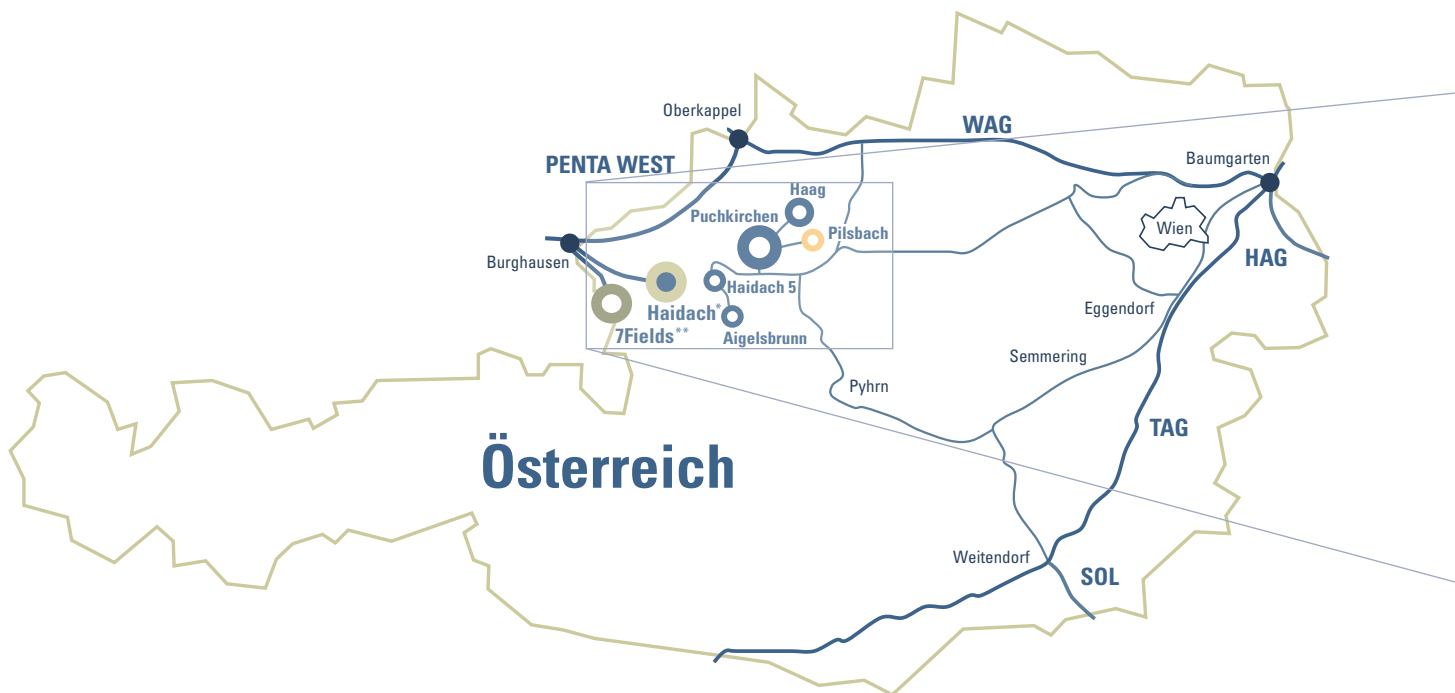 Oberkappel
WAG
PENTA WEST
Baumgarten
Haag
Puchkirchen
Wien
Pilsbach
HAG
Burghausen
Haidach 5
Haidach*
Eggendorf
7Fields**
Aigelsbrunn
Semmering
Pyhrn
TAG
Österreich
Weitendorf
SOL